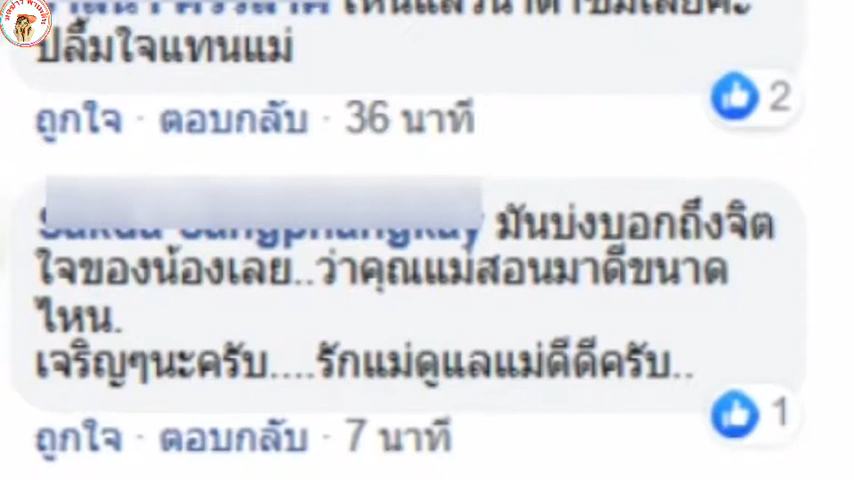 ปลื้มใจแทนแม่
2
ถูกใจ · ตอบกลับ · 36 นาที
มันบ่งบอกถึงจิต
ใจของน้องเลย..ว่าคุณแม่สอนมาดีขนาด
ไหน.
เจริญๆนะครับ....รักแม่ดูแลแม่ดีดีครับ..
1
ถูกใจ · ตอบกลับ · 7 นาที